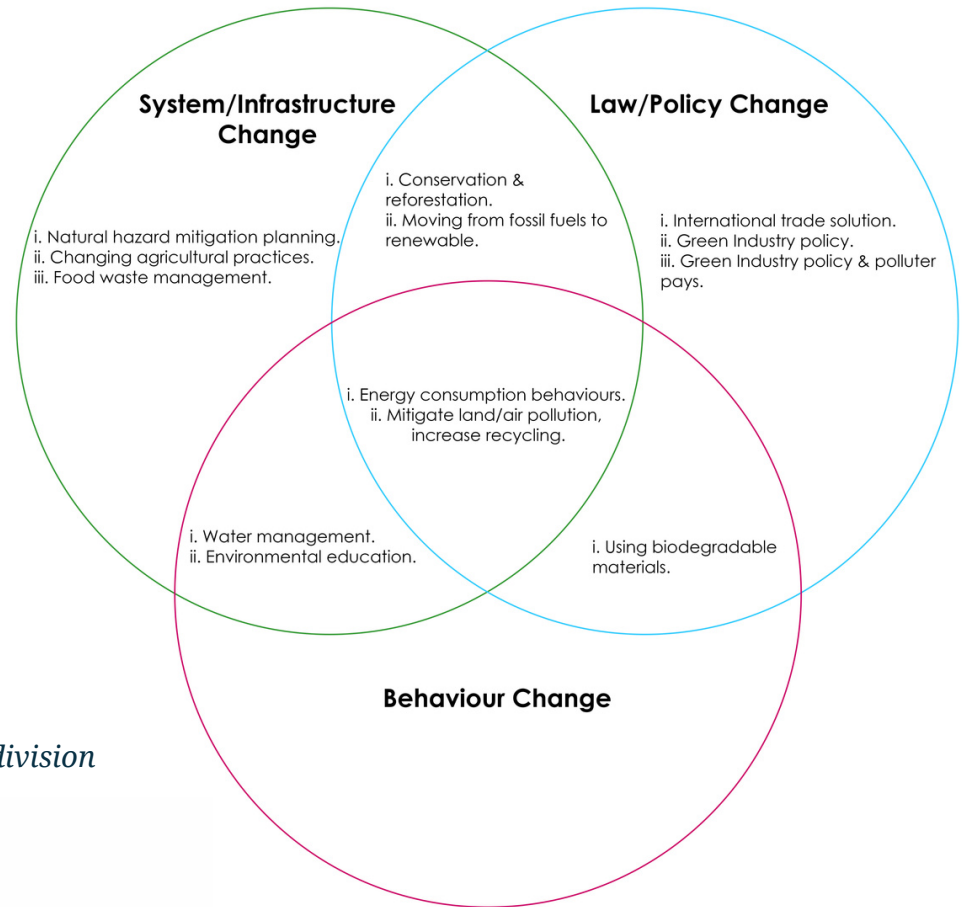 System/Infrastructure
Change
Law/Policy Change
i. Conservation &
reforestation.
ii. Moving from fossil fuels to
renewable.
i. Natural hazard mitigation planning.
ii. Changing agricultural practices.
iii. Food waste management.
i. International trade solution.
ii. Green Industry policy.
iii. Green Industry policy & polluter
pays.
i. Energy consumption behaviours.
ii. Mitigate land/air pollution,
increase recycling.
i. Water management.
ii. Environmental education.
i. Using biodegradable
materials.
Behaviour Change
division